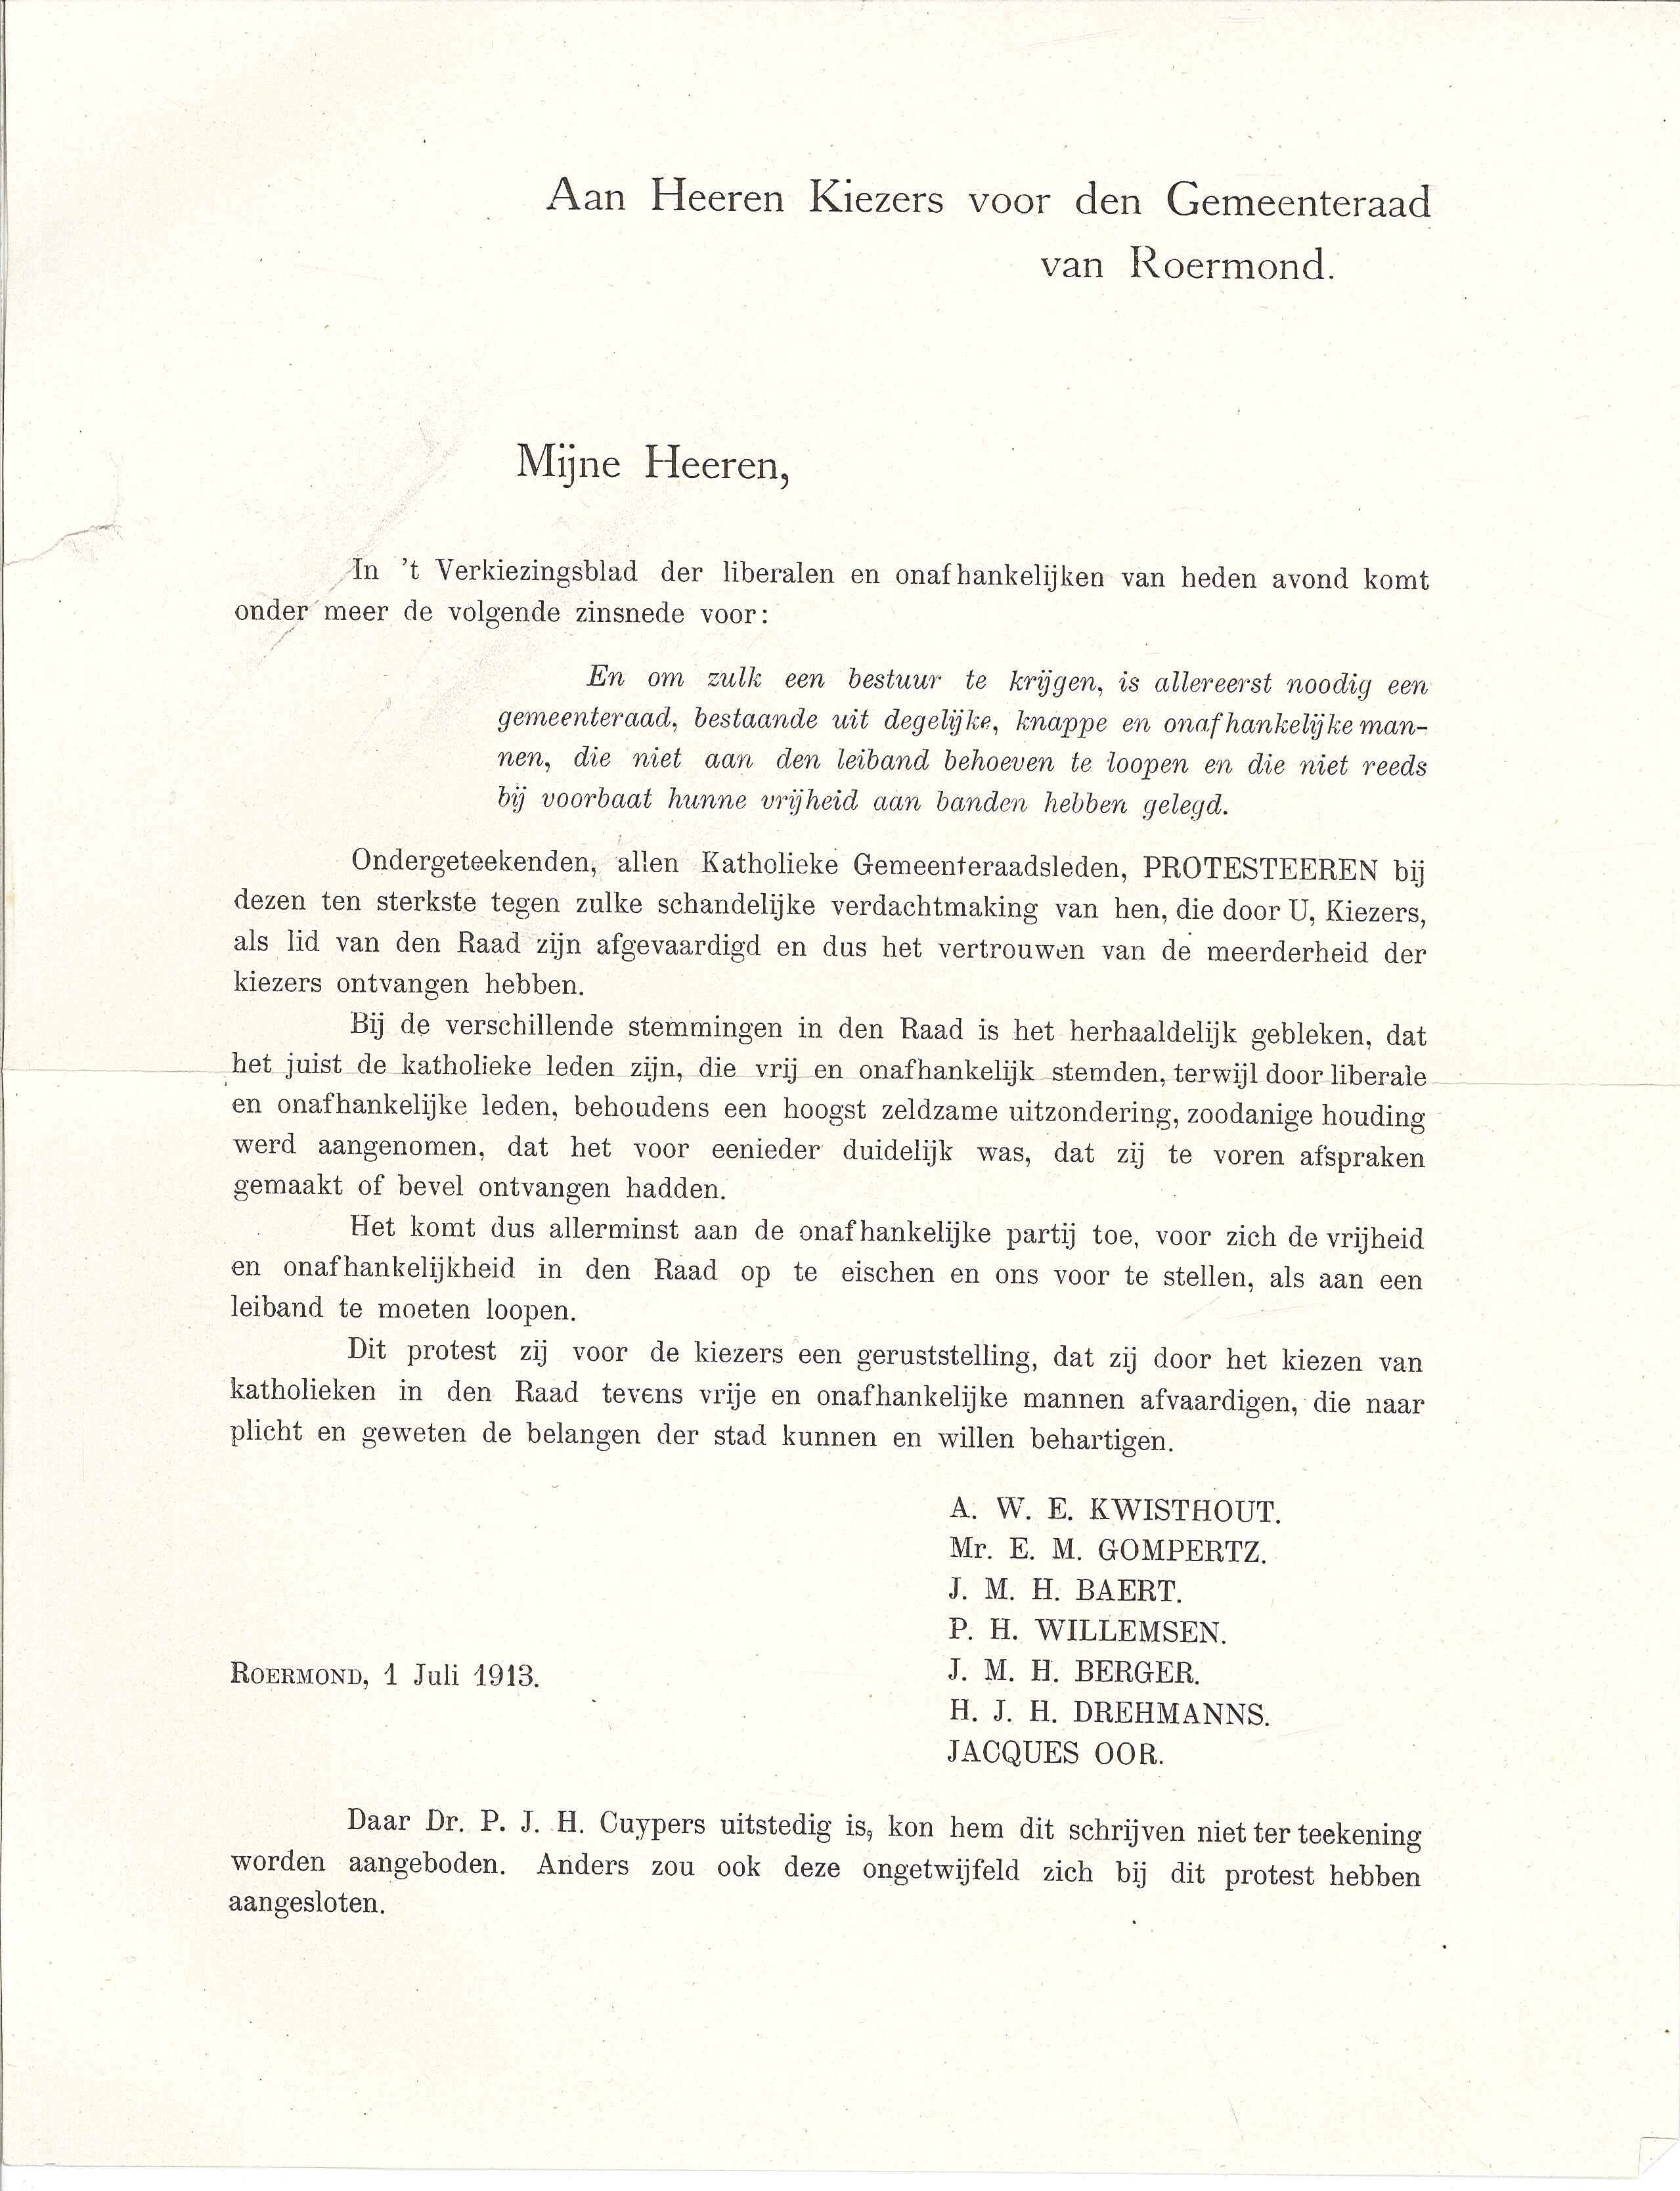 Aan Heeren Kiezers voor den Gemeenteraad
van Roermond.
Mijne Heeren,
In 't Verkiezingsblad der liberalen en onafhankelijken van heden avond komt
onder meer de volgende zinsnede voor:
En om zulk een bestuur te krijgen, is allereerst noodig een
gemeenteraad, bestaande uit degelijke, knappe en onafhankelijke man-
nen, die niet aan den leiband behoeven te loopen en die niet reeds
bij voorbaat hunne vrijheid aan banden hebben gelegd.
Ondergeteekenden, allen Katholieke Gemeenteraadsleden, PROTESTEEREN bij
dezen ten sterkste tegen zulke schandelijke verdachtmaking van hen, die door U, Kiezers,
als lid van den Raad zijn afgevaardigd en dus het vertrouwen van de meerderheid der
kiezers ontvangen hebben.
Bij de verschillende stemmingen in den Raad is het herhaaldelijk gebleken, dat
het juist de katholieke leden zijn, die vrij en onafhankelijk stemden, terwijl door liberale
en onafhankelijke leden, behoudens een hoogst zeldzame uitzondering, zoodanige houding
werd aangenomen, dat het voor eenieder duidelijk was, dat zij te voren afspraken
gemaakt of bevel ontvangen hadden.
Het komt dus allerminst aan de onafhankelijke partij toe, voor zich de vrijheid
en onafhankelijkheid in den Raad op te eischen en ons voor te stellen, als aan een
leiband te moeten loopen.
Dit protest zij voor de kiezers een geruststelling, dat zij door het kiezen van
katholieken in den Raad tevens vrije en onafhankelijke mannen afvaardigen, die naar
plicht en geweten de belangen der stad kunnen en willen behartigen.
A. W. E. KWISTHOUT.
Mr. E. M. GOMPERTZ.
J. M. H. BAERT.
P. H. WILLEMSEN.
ROERMOND, 1 Juli 1913.
J. M. H. BERGER.
H. J. H. DREHMANNS.
JACQUES OOR.
Daar Dr. P. J. H. Cuypers uitstedig is, kon hem dit schrijven niet ter teekening
worden aangeboden. Anders zou ook deze ongetwijfeld zich bij dit protest hebben
aangesloten.